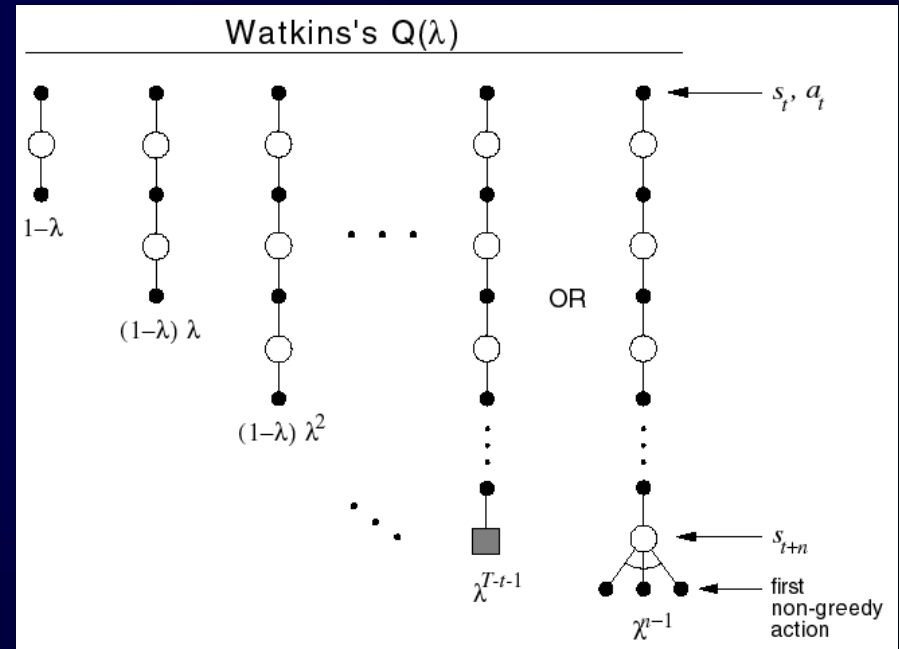 Watkins's Q(λ)
s_t, a_t
1–λ
OR
(1–λ) λ
(1–λ) λ^2
s_{t+n}
λ^{T-t-1}
first
non-greedy
action
λ^{n–1}